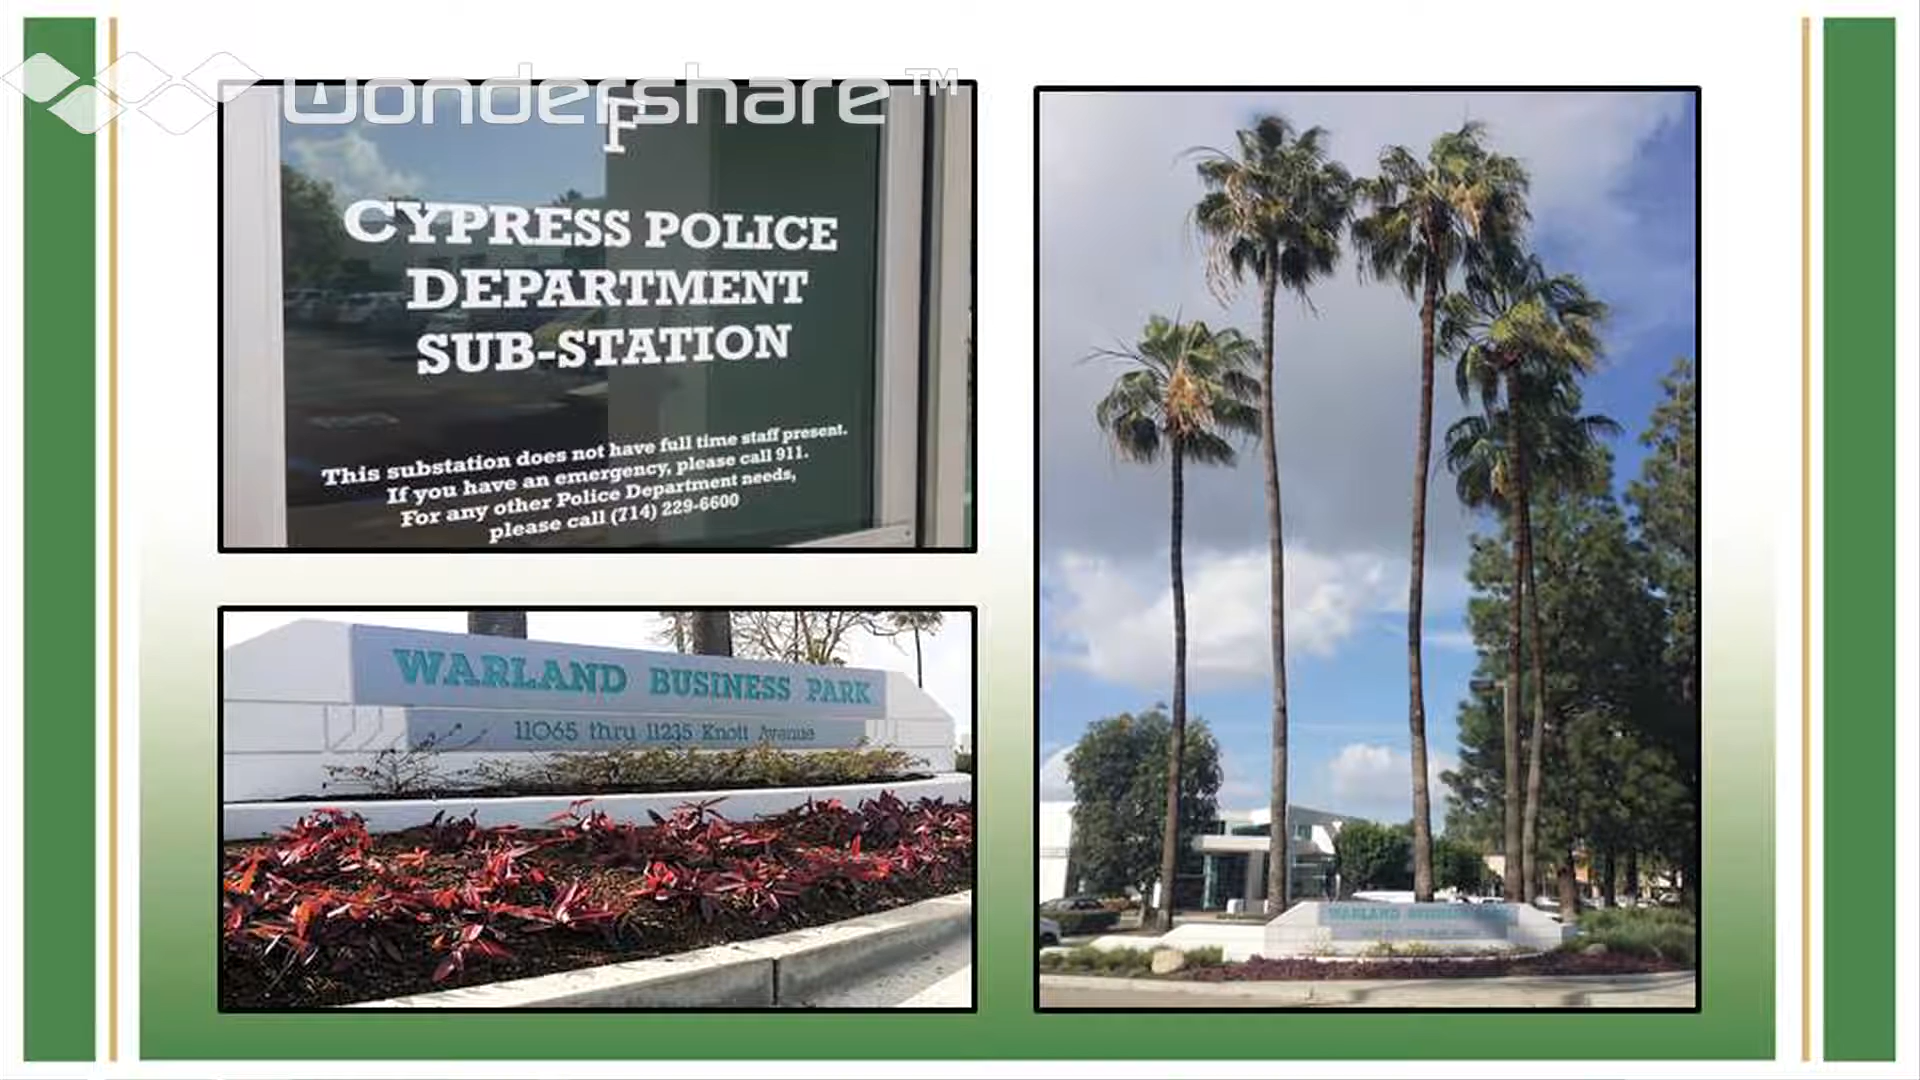 wondershare™
F
CYPRESS POLICE
DEPARTMENT
SUB-STATION
This substation does not have full time staff present.
If you have an emergency, please call 911.
For any other Police Department needs,
please call (714) 229-6600
WARLAND BUSINESS PARK
11065 thru 11235 Knott Avenue
WARLAND BUSINESS PARK